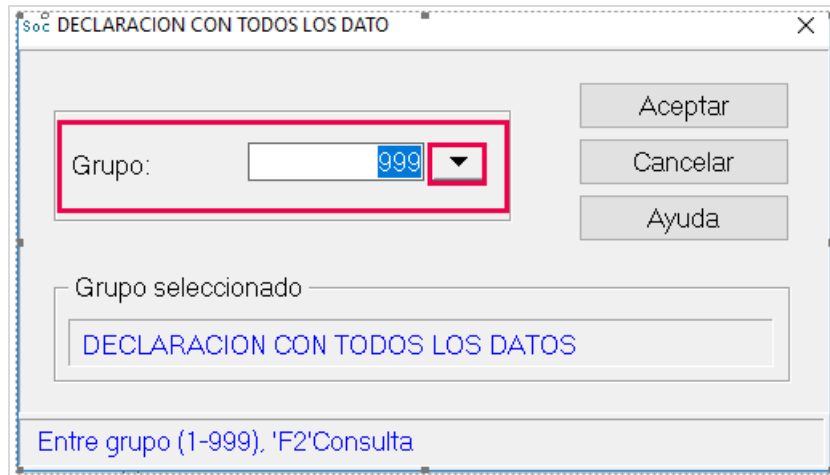 Soc DECLARACION CON TODOS LOS DATO
Grupo: 999
Aceptar
Cancelar
Ayuda
Grupo seleccionado
DECLARACION CON TODOS LOS DATOS
Entre grupo (1-999), 'F2'Consulta